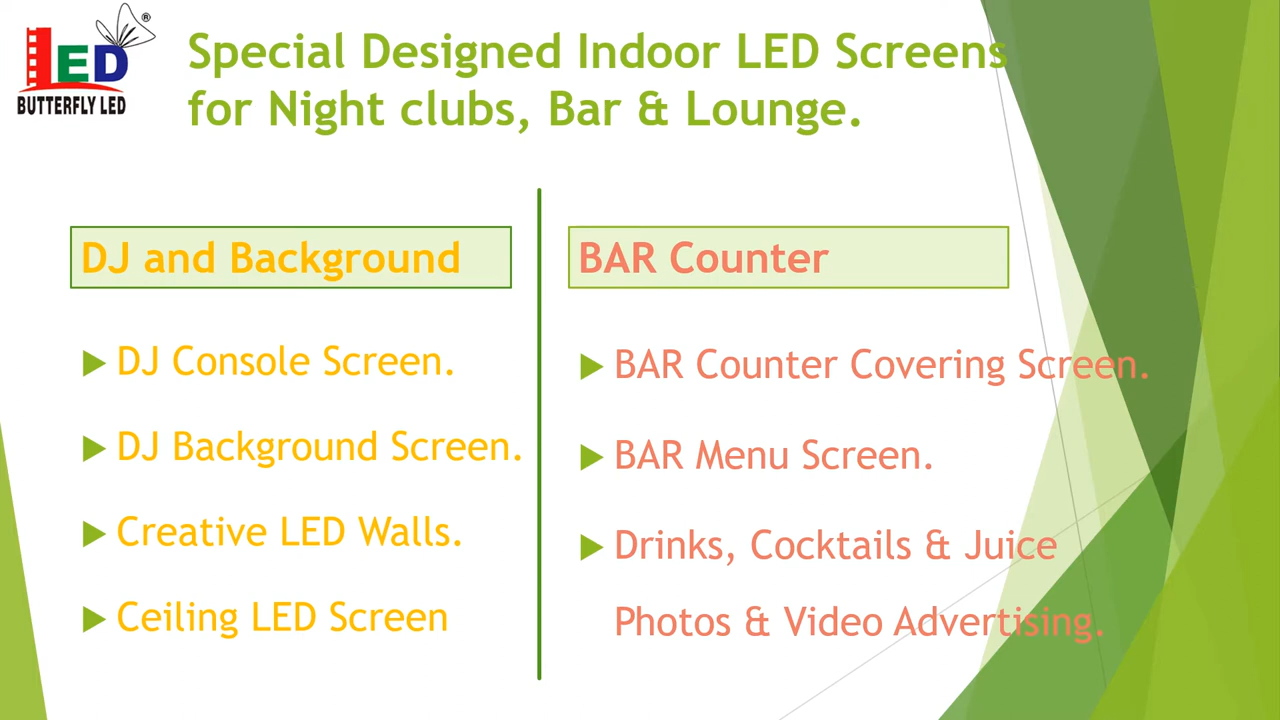 LED ®
BUTTERFLY LED
Special Designed Indoor LED Screens
for Night clubs, Bar & Lounge.
DJ and Background
DJ Console Screen.
DJ Background Screen.
Creative LED Walls.
Ceiling LED Screen
BAR Counter
BAR Counter Covering Screen.
BAR Menu Screen.
Drinks, Cocktails & Juice
Photos & Video Advertising.